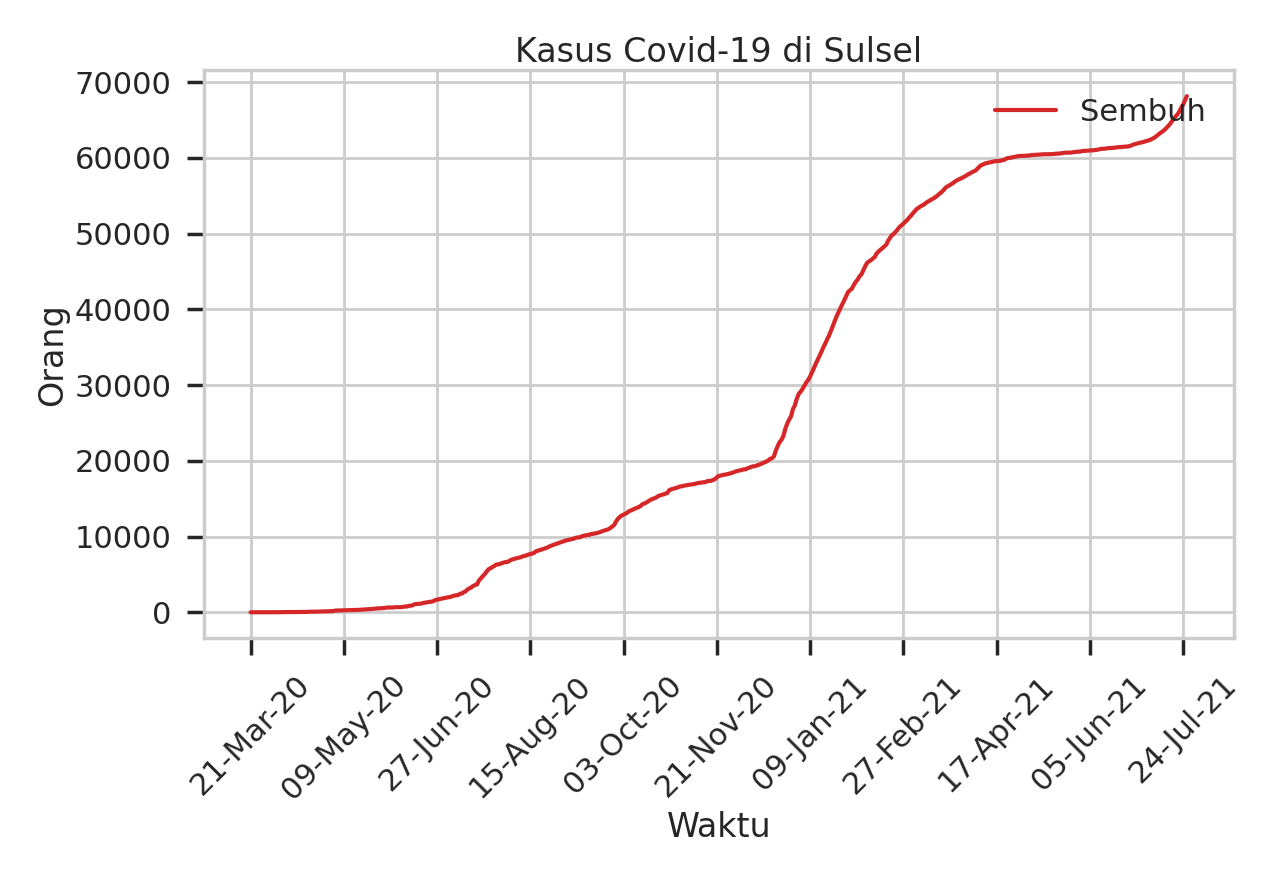 Kasus Covid-19 di Sulsel
Sembuh
70000
60000
50000
40000
30000
20000
10000
0
Orang
21-Mar-20
09-May-20
27-Jun-20
15-Aug-20
03-Oct-20
21-Nov-20
09-Jan-21
27-Feb-21
17-Apr-21
05-Jun-21
24-Jul-21
Waktu